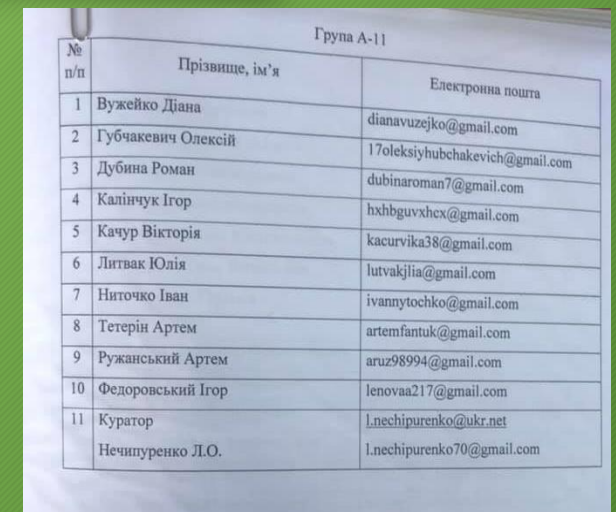 Група А-11
№ п/п Прізвище, ім’я Електронна пошта
1 Вужейко Діана dianavuzejko@gmail.com
2 Губчакевич Олексій 17oleksiyhubchakevich@gmail.com
3 Дубина Роман dubinaroman7@gmail.com
4 Калінчук Ігор hxhbguvxhcx@gmail.com
5 Качур Вікторія kacurvika38@gmail.com
6 Литвак Юлія lutvakjlia@gmail.com
7 Ниточко Іван ivannytochko@gmail.com
8 Тетерін Артем artemfantuk@gmail.com
9 Ружанський Артем aruz98994@gmail.com
10 Федоровський Ігор lenovaa217@gmail.com
11 Куратор l.nechipurenko@ukr.net
Нечипуренко Л.О. l.nechipurenko70@gmail.com